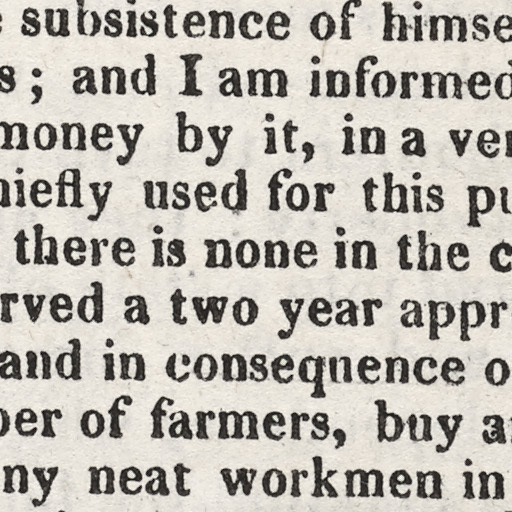 subsistence of himse
s; and I am informed
money by it, in a ver
hiefly used for this pu
there is none in the c
rved a two year appr
and in consequence o
ber of farmers, buy a
ny neat workmen in